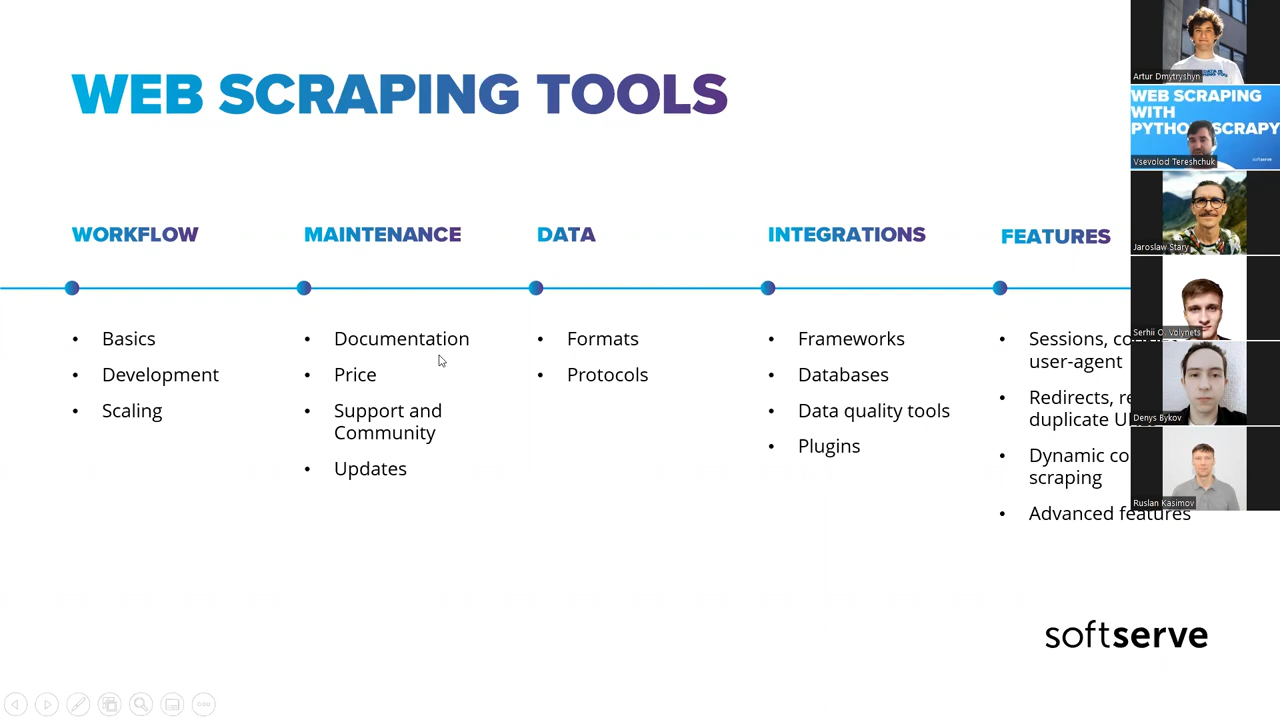 WEB SCRAPING TOOLS
WORKFLOW
• Basics
• Development
• Scaling
MAINTENANCE
• Documentation
• Price
• Support and
Community
• Updates
DATA
• Formats
• Protocols
INTEGRATIONS
• Frameworks
• Databases
• Data quality tools
• Plugins
FEATURES
• Sessions,
user-agent
• Redirects,
duplicate
• Dynamic
scraping
• Advanced features
softserve
Artur Dmytryshyn
WEB SCRAPING
WITH
SCRAPY
softserve
Vsevolod Tereshchuk
Jaroslaw Stary
Serhii O. Volynets
Denys Bykov
Ruslan Kasimov